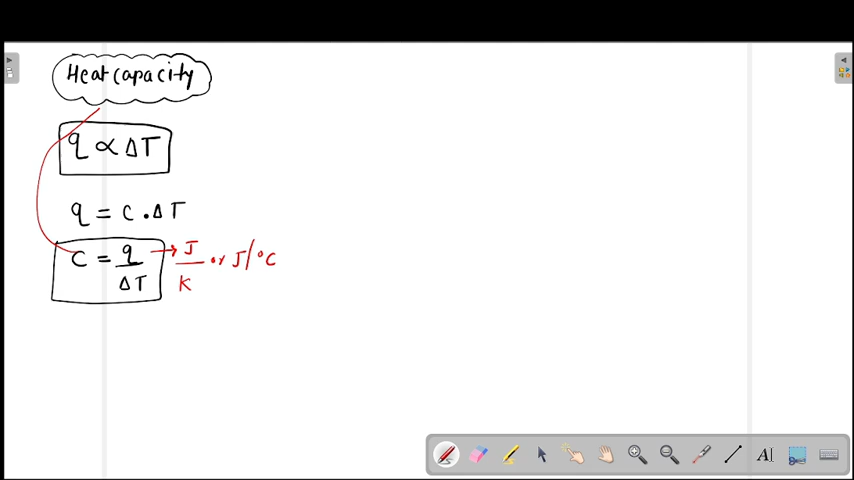 Heat capacity
q ∝ ΔT
q = c . ΔT
c = q/ΔT → J/K or J/°C